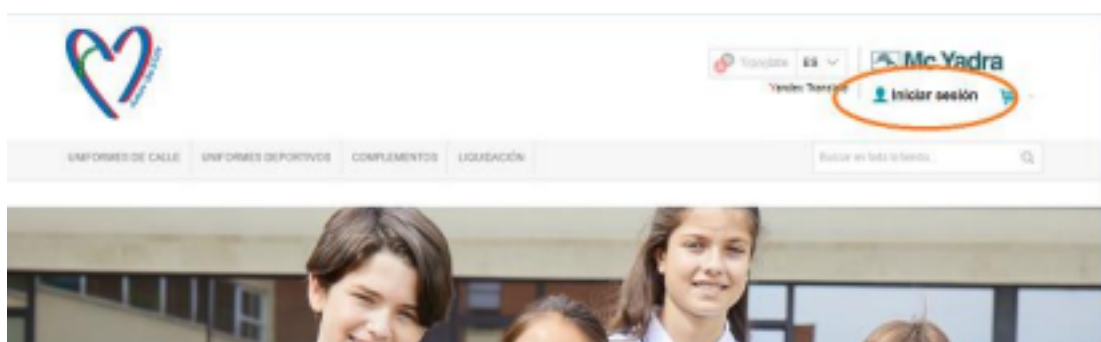 Translate ES
Mc Yadra
Yandex Translate
Iniciar sesión
UNIFORMES DE CALLE UNIFORMES DEPORTIVOS COMPLEMENTOS LIQUIDACIÓN
Buscar en toda la tienda...